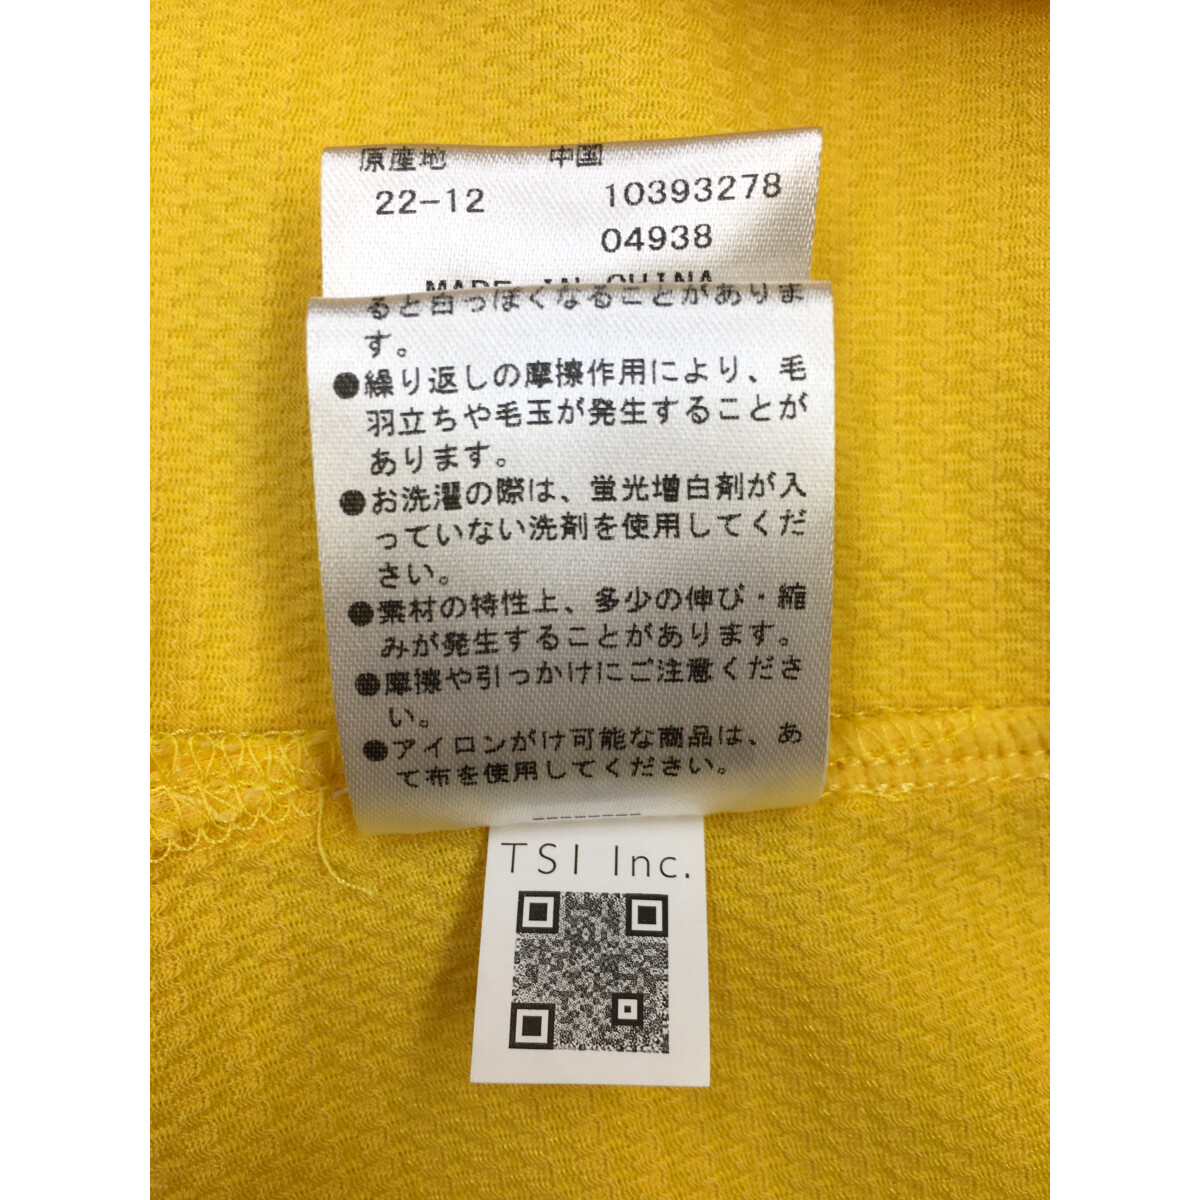 原産地 中国
22-12 10393278
04938
MADE IN CHINA
ると白っぽくなることがありま
す。
●繰り返しの摩擦作用により、毛
羽立ちや毛玉が発生することが
あります。
●お洗濯の際は、蛍光増白剤が入
っていない洗剤を使用してくだ
さい。
●素材の特性上、多少の伸び・縮
みが発生することがあります。
●摩擦や引っかけにご注意くださ
い。
●アイロンがけ可能な商品は、あ
て布を使用してください。
TSI Inc.